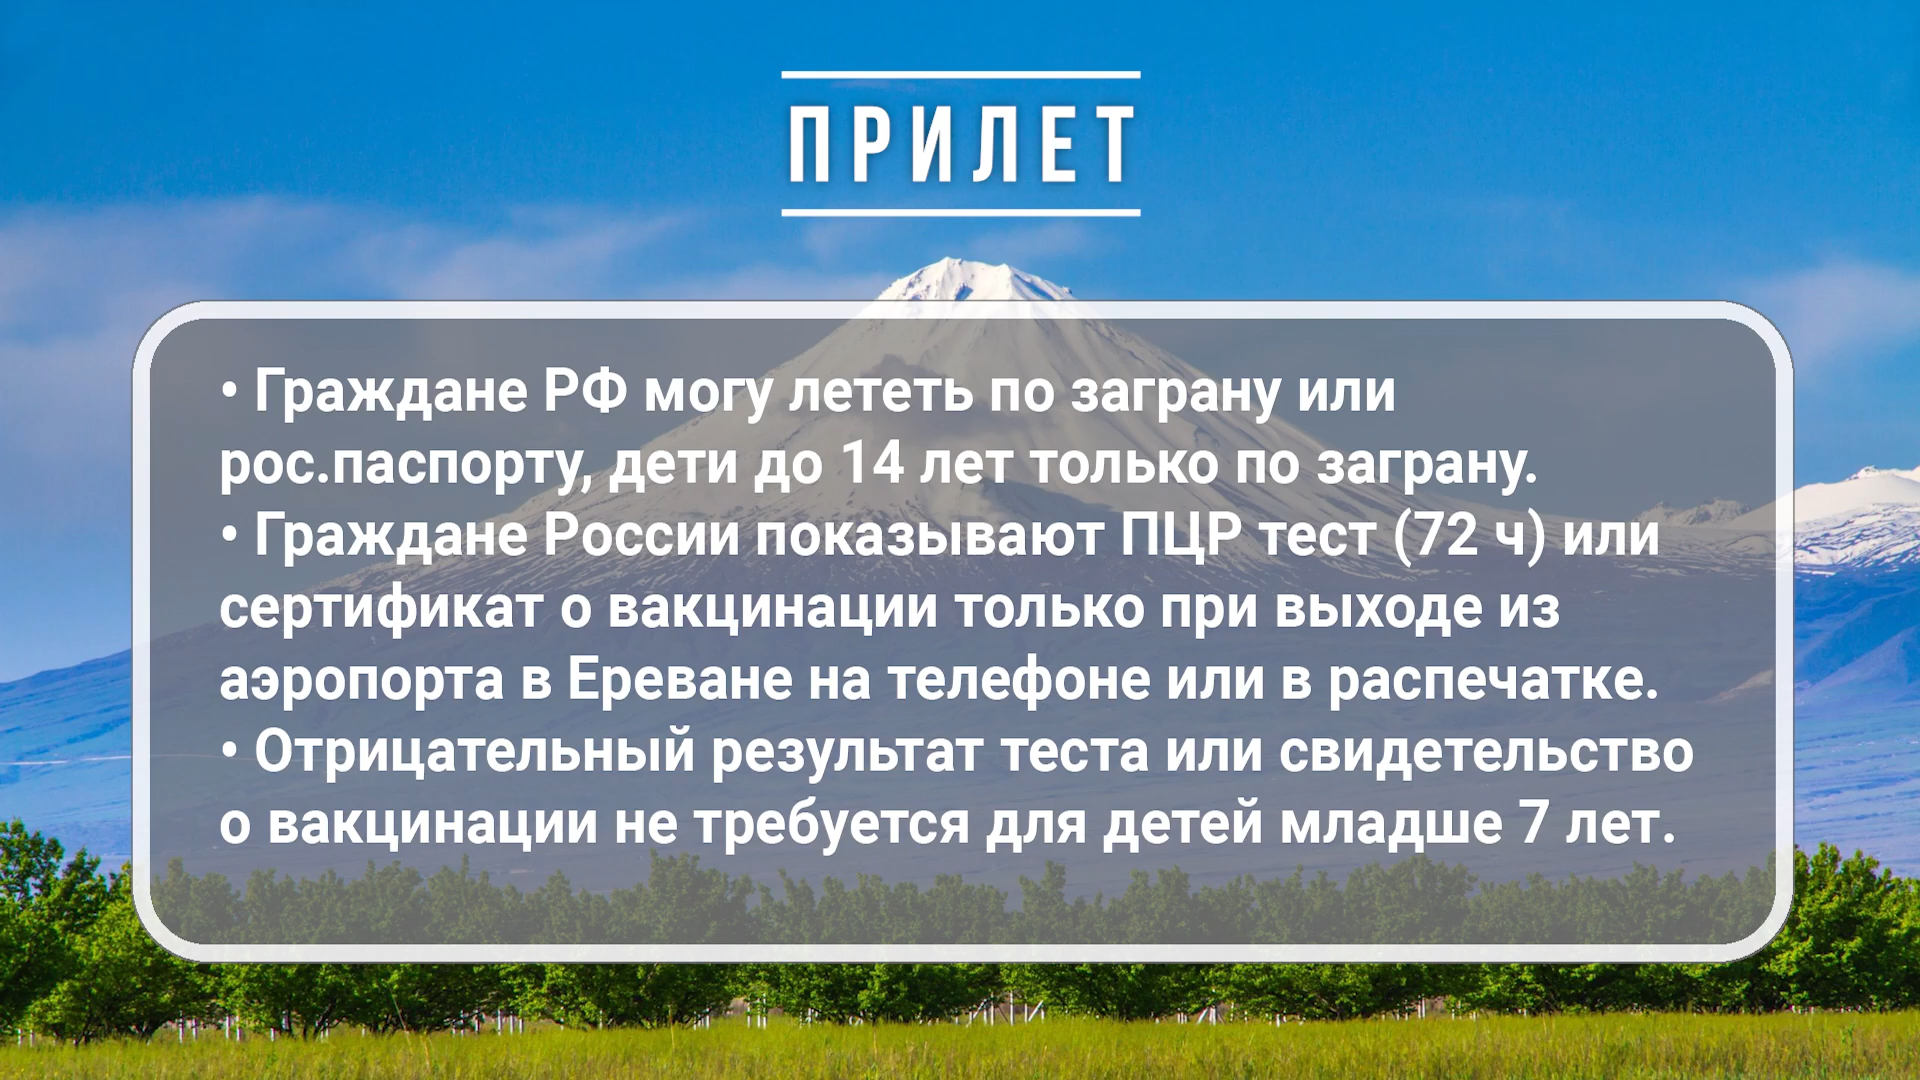 ПРИЛЕТ
• Граждане РФ могу лететь по заграну или
рос.паспорту, дети до 14 лет только по заграну.
• Граждане России показывают ПЦР тест (72 ч) или
сертификат о вакцинации только при выходе из
аэропорта в Ереване на телефоне или в распечатке.
• Отрицательный результат теста или свидетельство
о вакцинации не требуется для детей младше 7 лет.